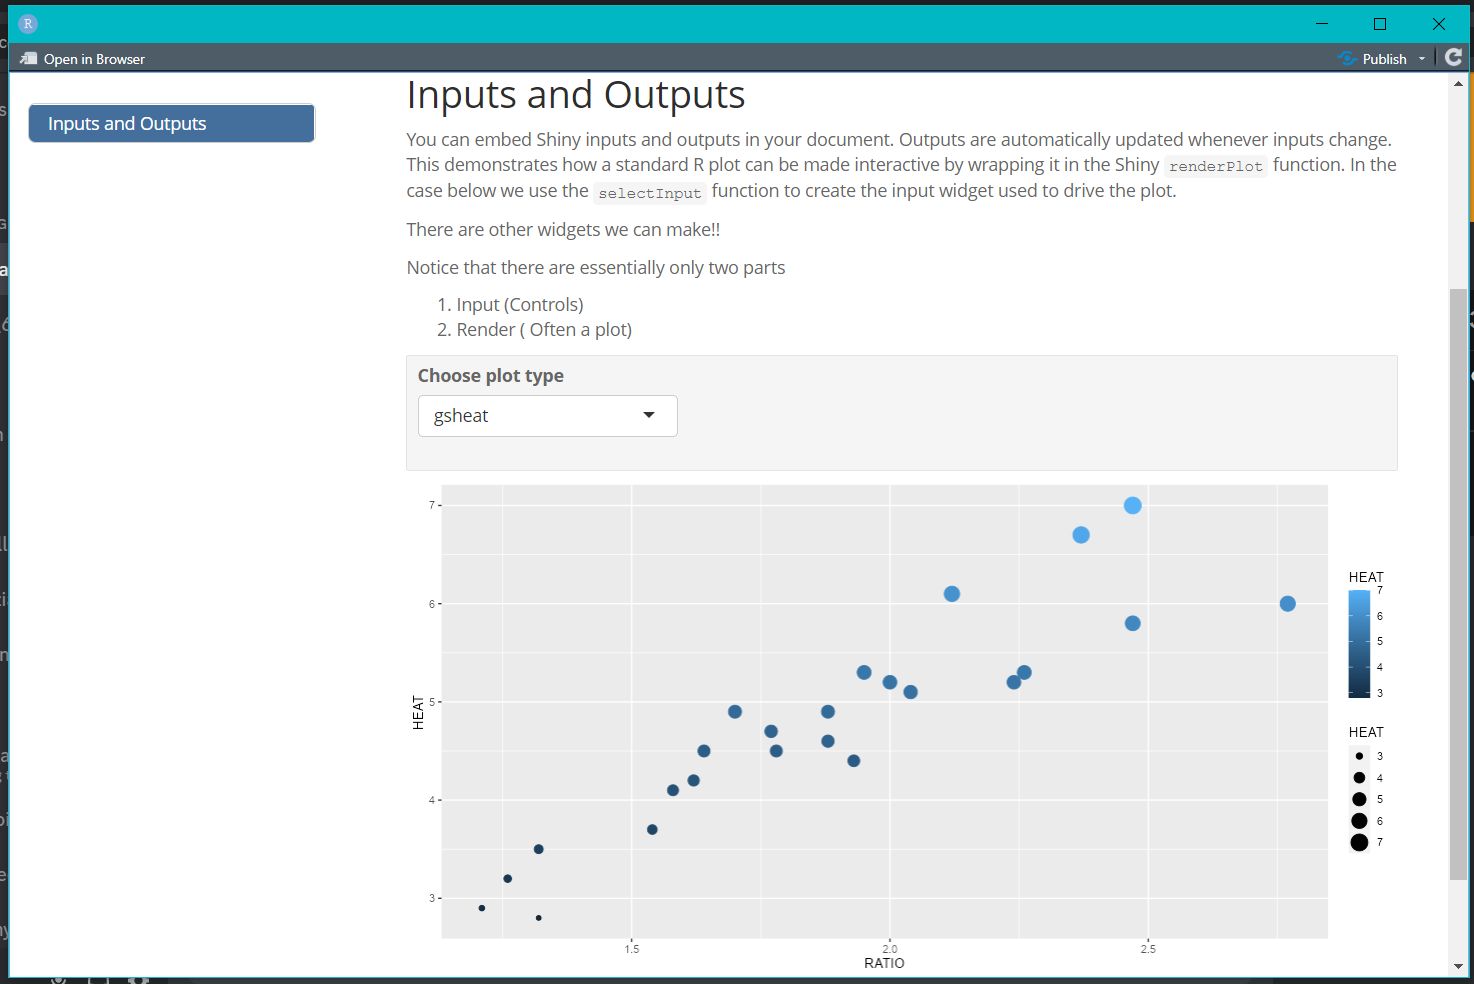 R
Open in Browser
Publish
Inputs and Outputs
Inputs and Outputs
You can embed Shiny inputs and outputs in your document. Outputs are automatically updated whenever inputs change.
This demonstrates how a standard R plot can be made interactive by wrapping it in the Shiny renderPlot function. In the
case below we use the selectInput function to create the input widget used to drive the plot.
There are other widgets we can make!!
Notice that there are essentially only two parts
1. Input (Controls)
2. Render ( Often a plot)
Choose plot type
gsheat
7
6
5
4
3
HEAT
1.5
2.0
2.5
RATIO
HEAT
7
6
5
4
3
HEAT
3
4
5
6
7